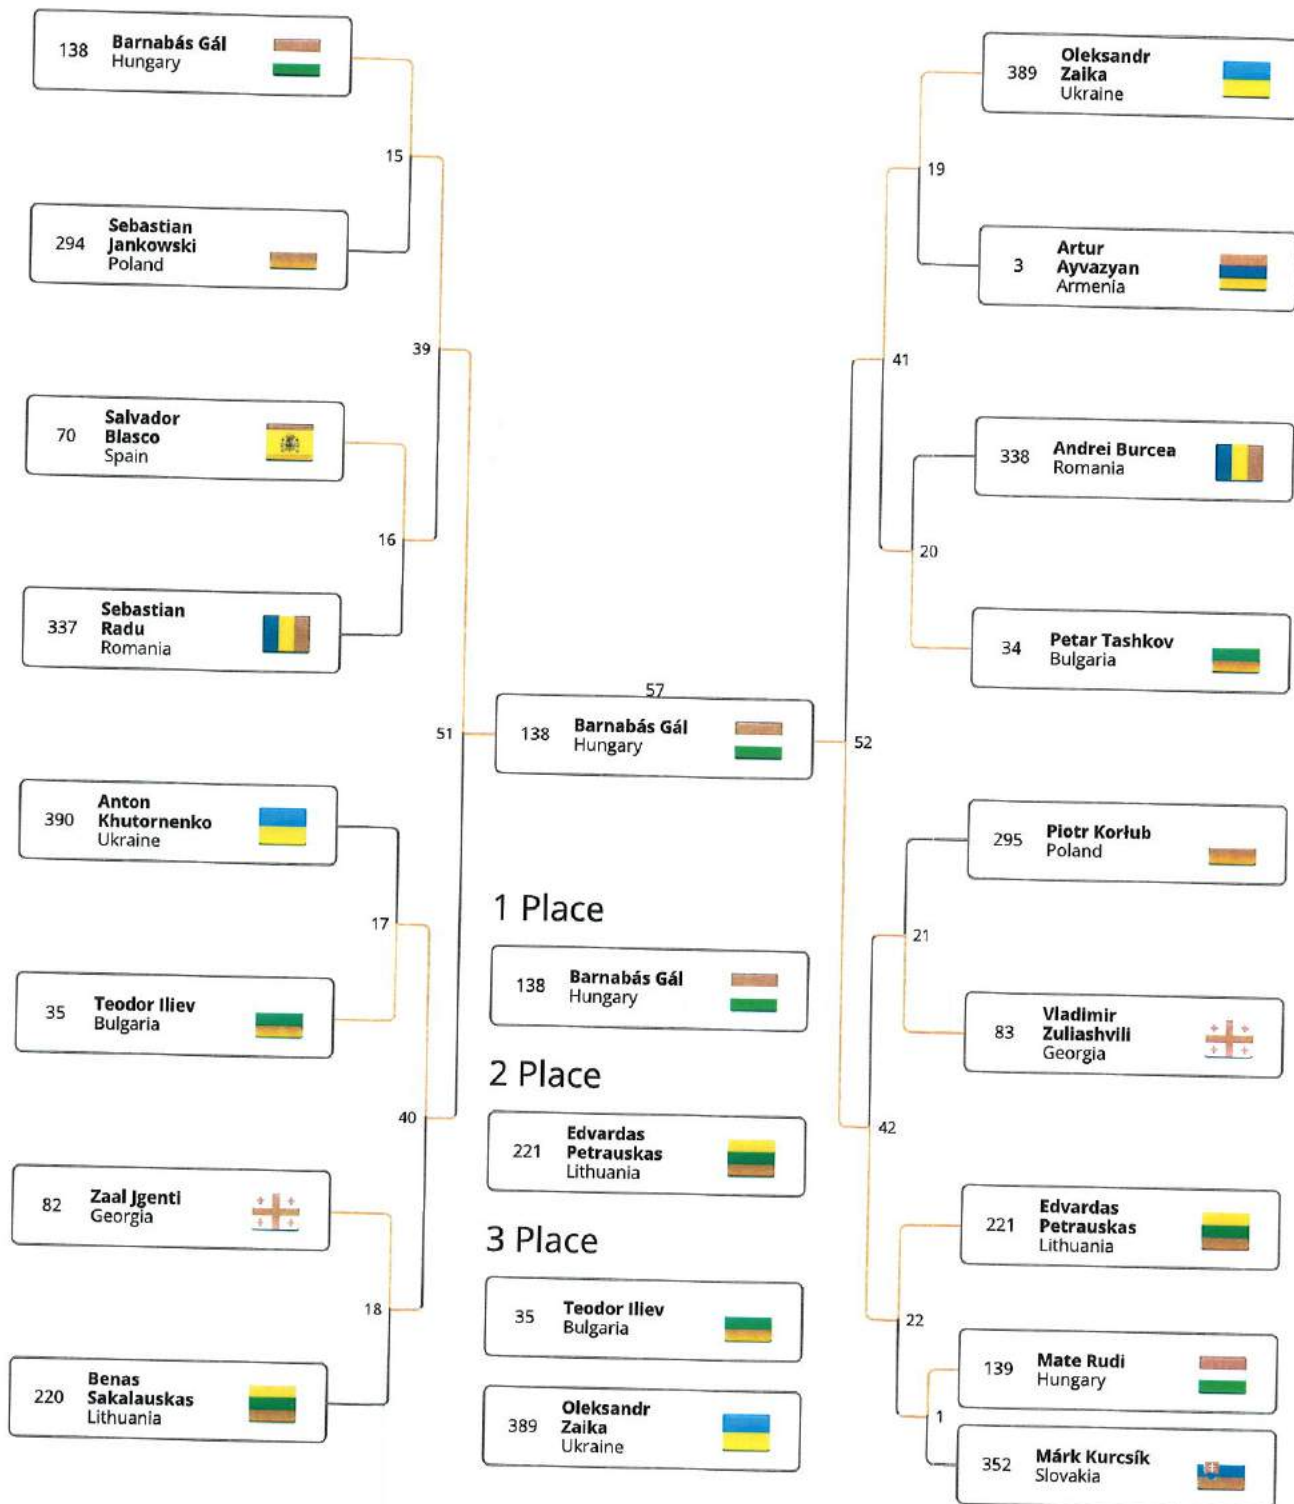 138 Barnabás Gál
Hungary
15
294 Sebastian
Jankowski
Poland
39
70 Salvador
Blasco
Spain
16
337 Sebastian
Radu
Romania
51
390 Anton
Khutornenko
Ukraine
17
35 Teodor Iliev
Bulgaria
40
82 Zaal Jgenti
Georgia
18
220 Benas
Sakalauskas
Lithuania
57
138 Barnabás Gál
Hungary
1 Place
138 Barnabás Gál
Hungary
2 Place
221 Edvardas
Petrauskas
Lithuania
3 Place
35 Teodor Iliev
Bulgaria
389 Oleksandr
Zaika
Ukraine
389 Oleksandr
Zaika
Ukraine
19
3 Artur
Ayvazyan
Armenia
41
338 Andrei Burcea
Romania
20
34 Petar Tashkov
Bulgaria
52
295 Piotr Korłub
Poland
21
83 Vladimir
Zuliashvili
Georgia
42
221 Edvardas
Petrauskas
Lithuania
22
139 Mate Rudi
Hungary
1
352 Márk Kurcsík
Slovakia